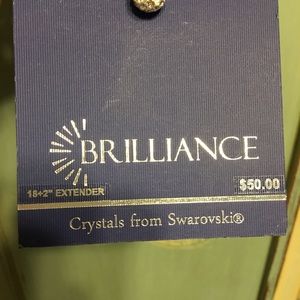 BRILLIANCE
18+2" EXTENDER
$50.00
Crystals from Swarovski®